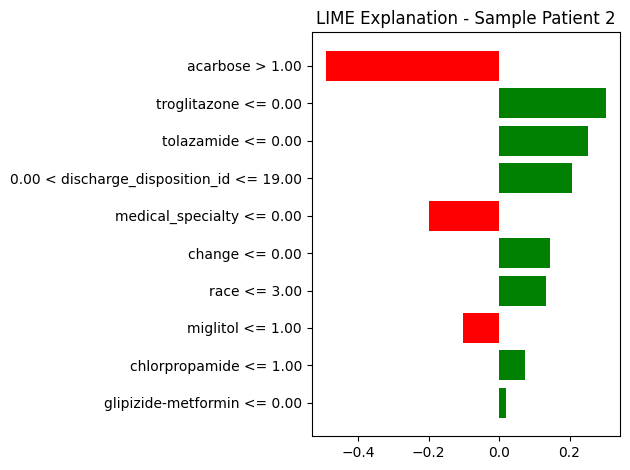 LIME Explanation - Sample Patient 2
acarbose > 1.00
troglitazone <= 0.00
tolazamide <= 0.00
0.00 < discharge_disposition_id <= 19.00
medical_specialty <= 0.00
change <= 0.00
race <= 3.00
miglitol <= 1.00
chlorpropamide <= 1.00
glipizide-metformin <= 0.00
−0.4 −0.2 0.0 0.2